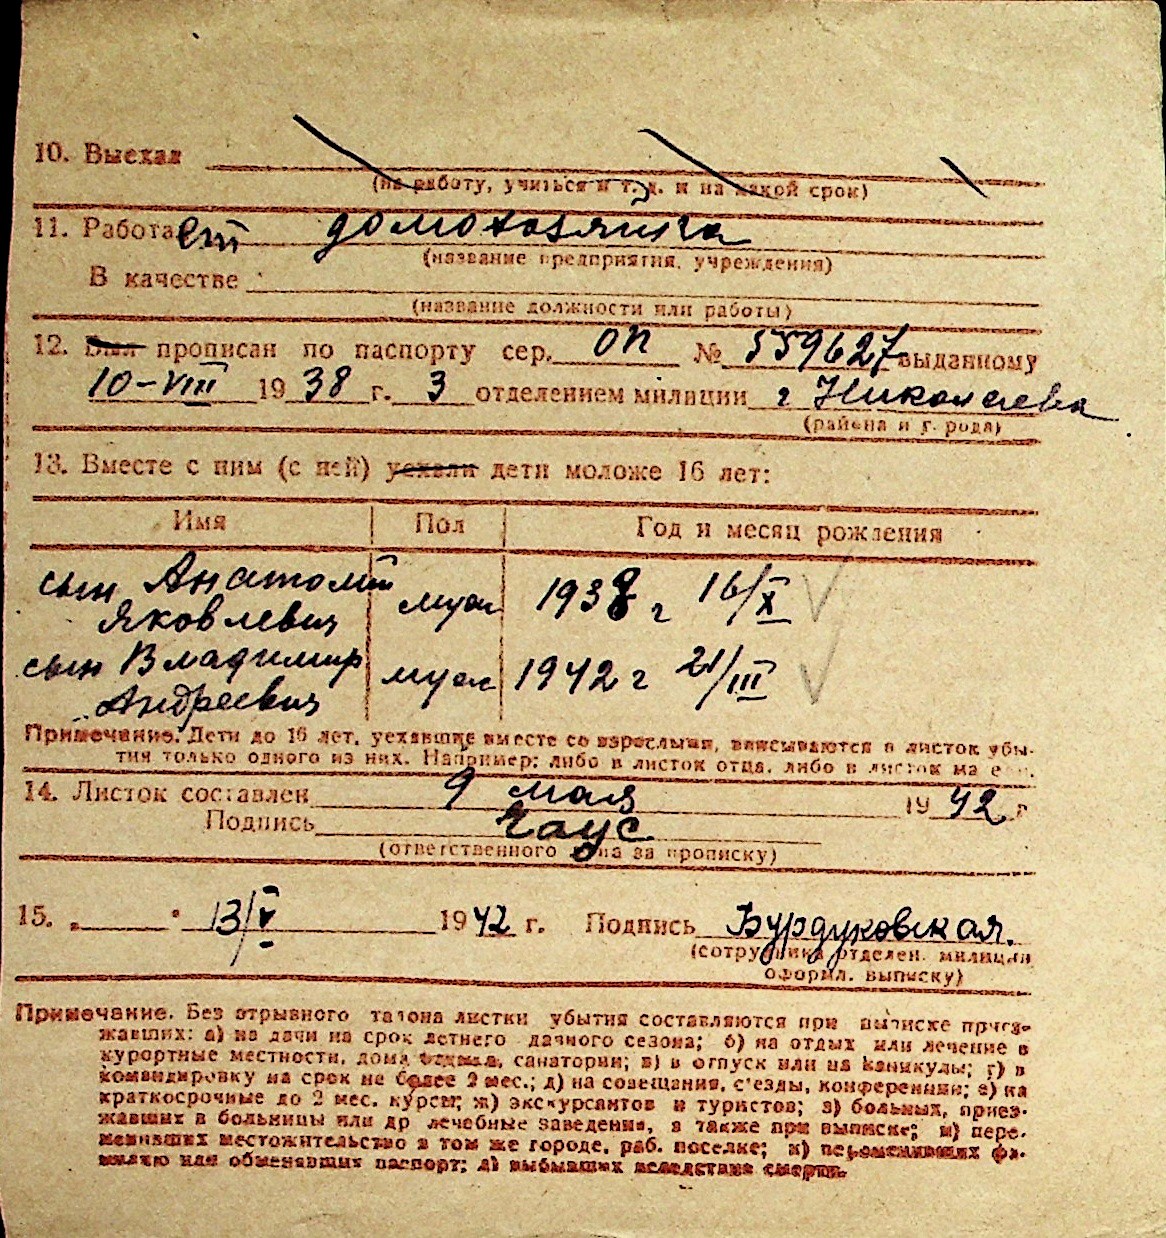 10. Выехал
(на работу, учиться и т. д. и на какой срок)
11. Работает домохозяйка
(название предприятия, учреждения)
В качестве
(название должности или работы)
12. Был прописан по паспорту сер. ОП № 559627 выданному
10-VIII 1938 г. 3 отделением милиции г Николаева
(района и города)
13. Вместе с ним (с ней) уехали дети моложе 16 лет:
Имя Пол Год и месяц рождения
сын Анатолий
Яковлевич муж 1938 г 16/X
сын Владимир
Андреевич муж 1942 г 21/III
Примечание. Дети до 16 лет, уехавшие вместе со взрослыми, вписываются в листок убы-
тия только одного из них. Например: либо в листок отца, либо в листок матери.
14. Листок составлен 9 мая 1942 г
Подпись Гаус
(ответственного лица за прописку)
15. „ " 13/V 1942 г. Подпись Бурдуковская.
(сотрудника отделен. милиции
оформл. выписку)
Примечание. Без отрывного талона листки убытия составляются при выписке приез-
жавших: а) на дачи на срок летнего дачного сезона; б) на отдых или лечение в
курортные местности, дома отдыха, санатории; в) в отпуск или на каникулы; г) в
командировку на срок не более 2 мес.; д) на совещания, с'езды, конференции; е) на
краткосрочные до 2 мес. курсы; ж) экскурсантов и туристов; з) больных, приез-
жавших в больницы или др лечебные заведения, а также при выписке; и) пере-
менивших местожительство в том же городе, раб. поселке; к) переменивших фа-
милию или обменявших паспорт; л) выбывших вследствие смерти.